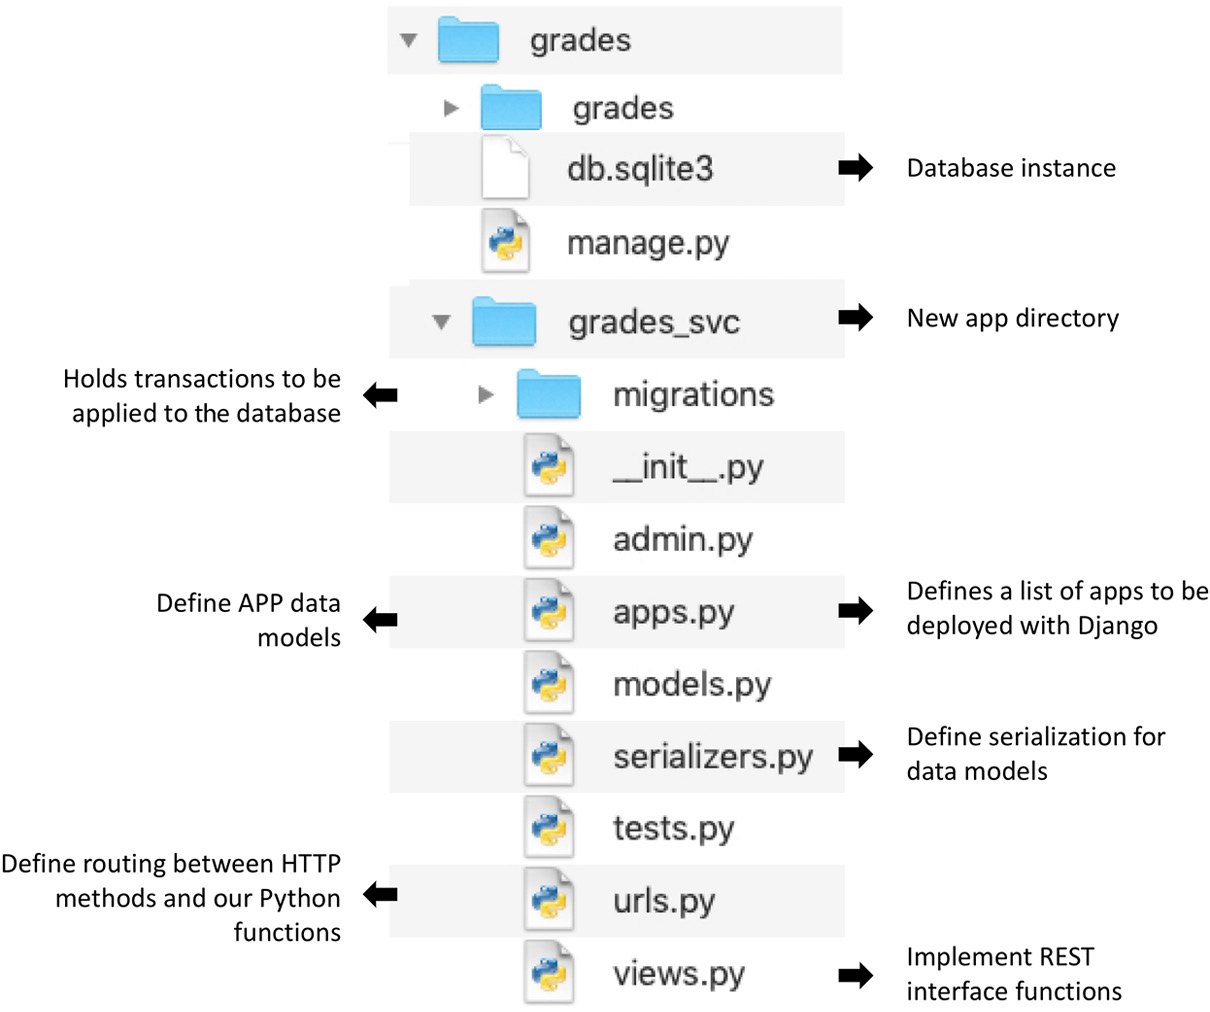 grades
grades
db.sqlite3
Database instance
manage.py
grades_svc
New app directory
Holds transactions to be
applied to the database
migrations
__init__.py
admin.py
Define APP data
models
apps.py
Defines a list of apps to be
deployed with Django
models.py
serializers.py
Define serialization for
data models
tests.py
Define routing between HTTP
methods and our Python
functions
urls.py
views.py
Implement REST
interface functions